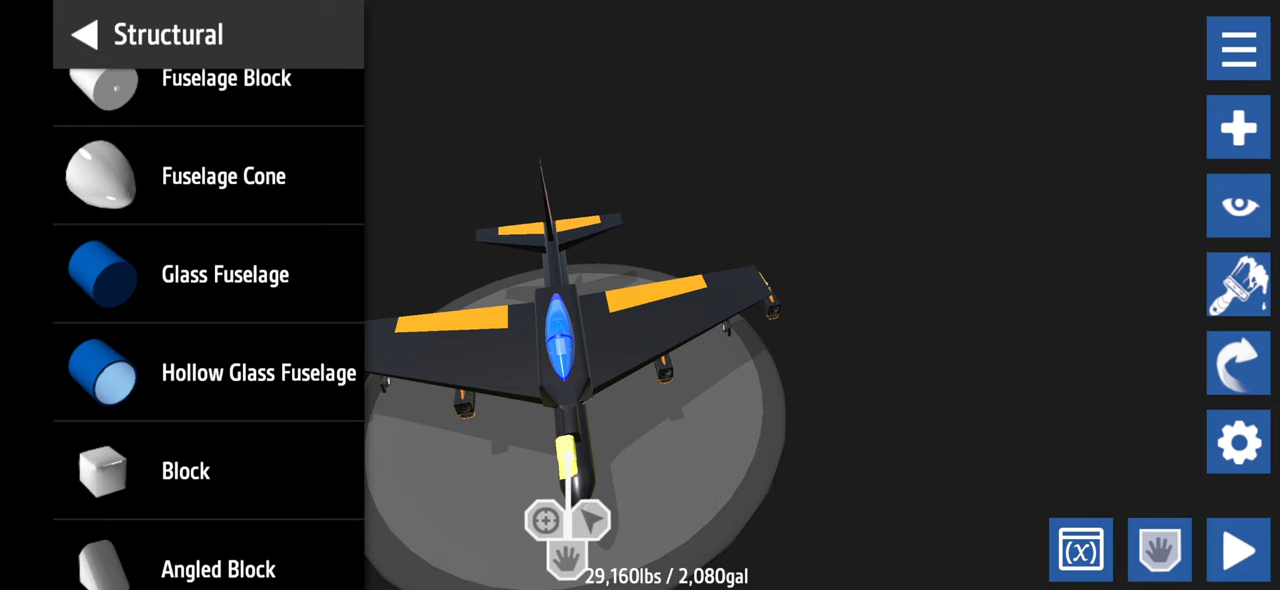 Structural
Fuselage Block
Fuselage Cone
Glass Fuselage
Hollow Glass Fuselage
Block
Angled Block
(x)
29,160lbs / 2,080gal